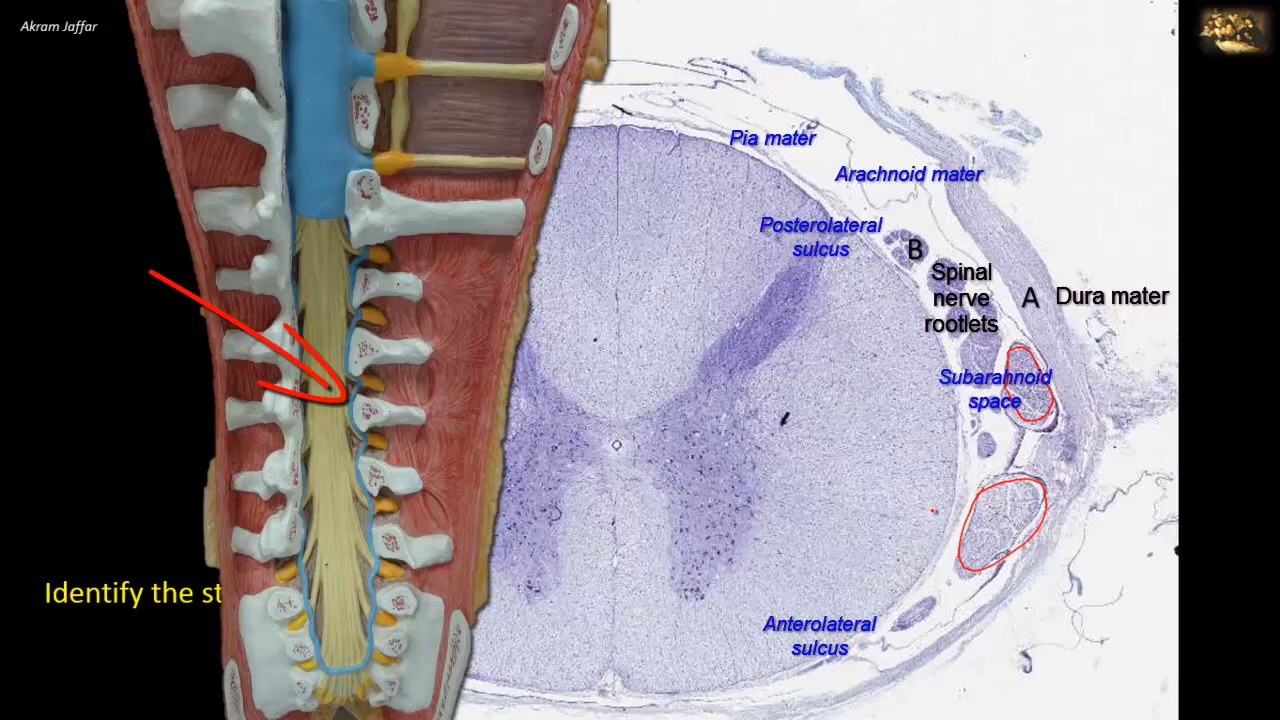 Akram Jaffar
Pia mater
Arachnoid mater
Posterolateral
sulcus
B
Spinal
nerve
rootlets
A
Dura mater
Subarahnoid
space
Identify the st
Anterolateral
sulcus